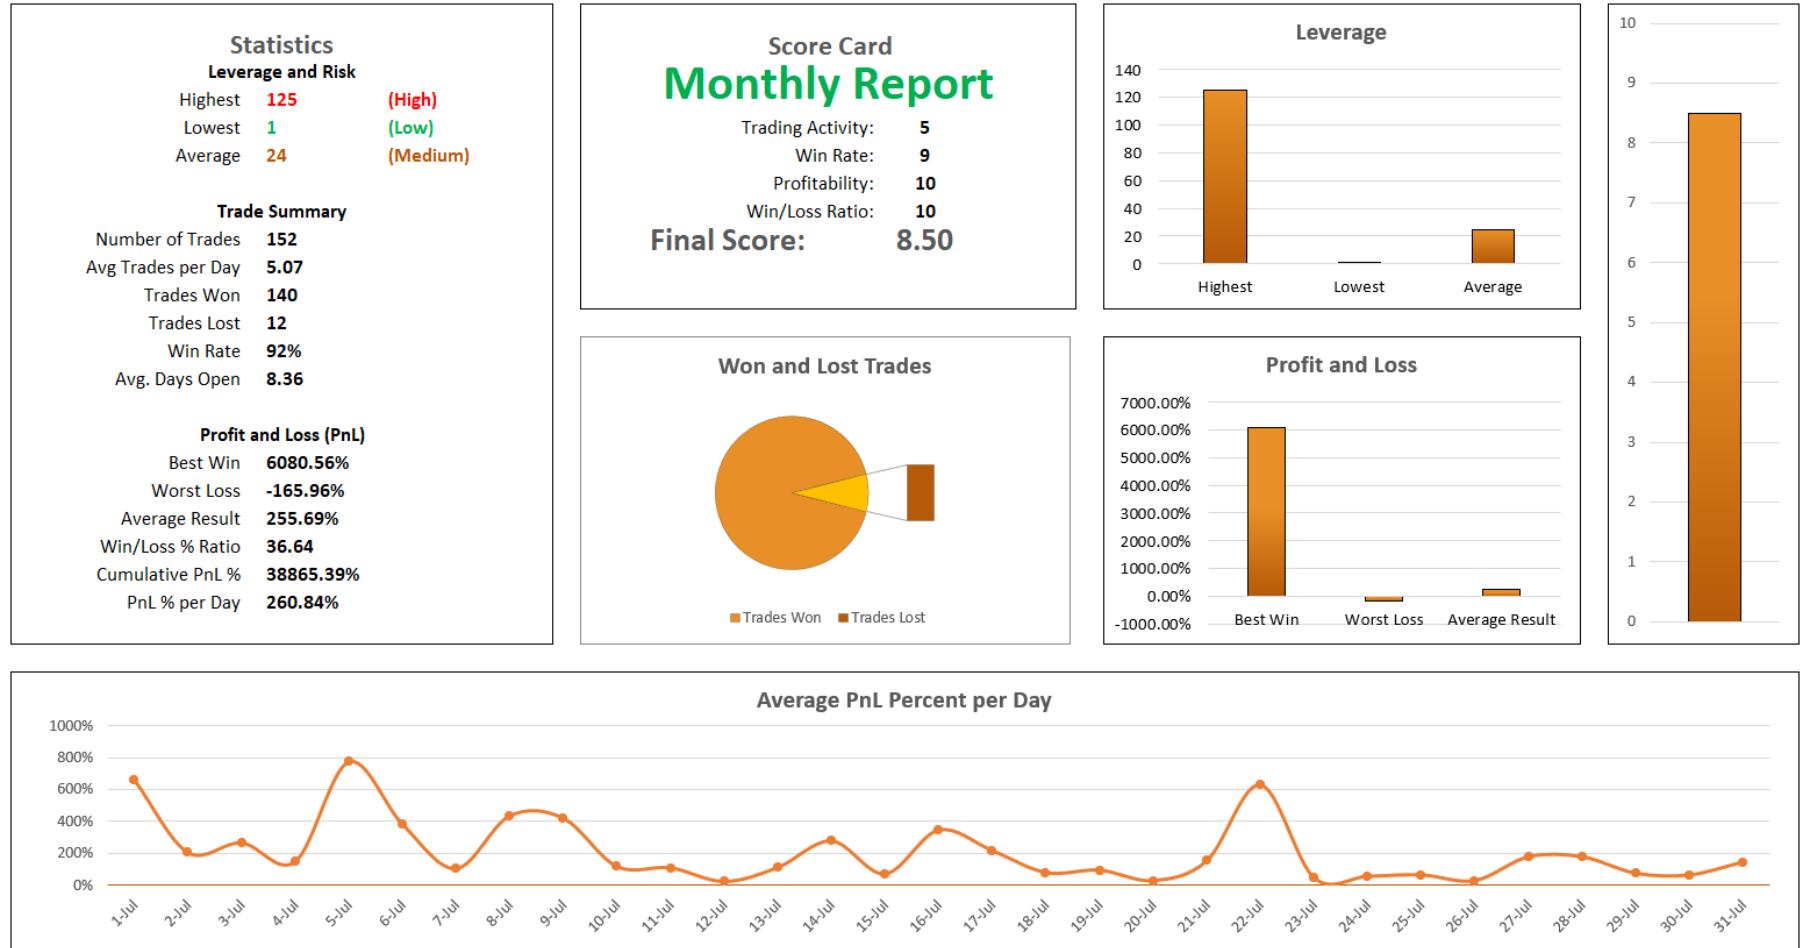 Statistics
Leverage and Risk
Highest 125 (High)
Lowest 1 (Low)
Average 24 (Medium)
Trade Summary
Number of Trades 152
Avg Trades per Day 5.07
Trades Won 140
Trades Lost 12
Win Rate 92%
Avg. Days Open 8.36
Profit and Loss (PnL)
Best Win 6080.56%
Worst Loss -165.96%
Average Result 255.69%
Win/Loss % Ratio 36.64
Cumulative PnL % 38865.39%
PnL % per Day 260.84%
Score Card
Monthly Report
Trading Activity: 5
Win Rate: 9
Profitability: 10
Win/Loss Ratio: 10
Final Score: 8.50
Leverage
140
120
100
80
60
40
20
0
Highest Lowest Average
Won and Lost Trades
Trades Won Trades Lost
Profit and Loss
7000.00%
6000.00%
5000.00%
4000.00%
3000.00%
2000.00%
1000.00%
0.00%
-1000.00%
Best Win Worst Loss Average Result
10
9
8
7
6
5
4
3
2
1
0
Average PnL Percent per Day
1000%
800%
600%
400%
200%
0%
1-Jul 2-Jul 3-Jul 4-Jul 5-Jul 6-Jul 7-Jul 8-Jul 9-Jul 10-Jul 11-Jul 12-Jul 13-Jul 14-Jul 15-Jul 16-Jul 17-Jul 18-Jul 19-Jul 20-Jul 21-Jul 22-Jul 23-Jul 24-Jul 25-Jul 26-Jul 27-Jul 28-Jul 29-Jul 30-Jul 31-Jul